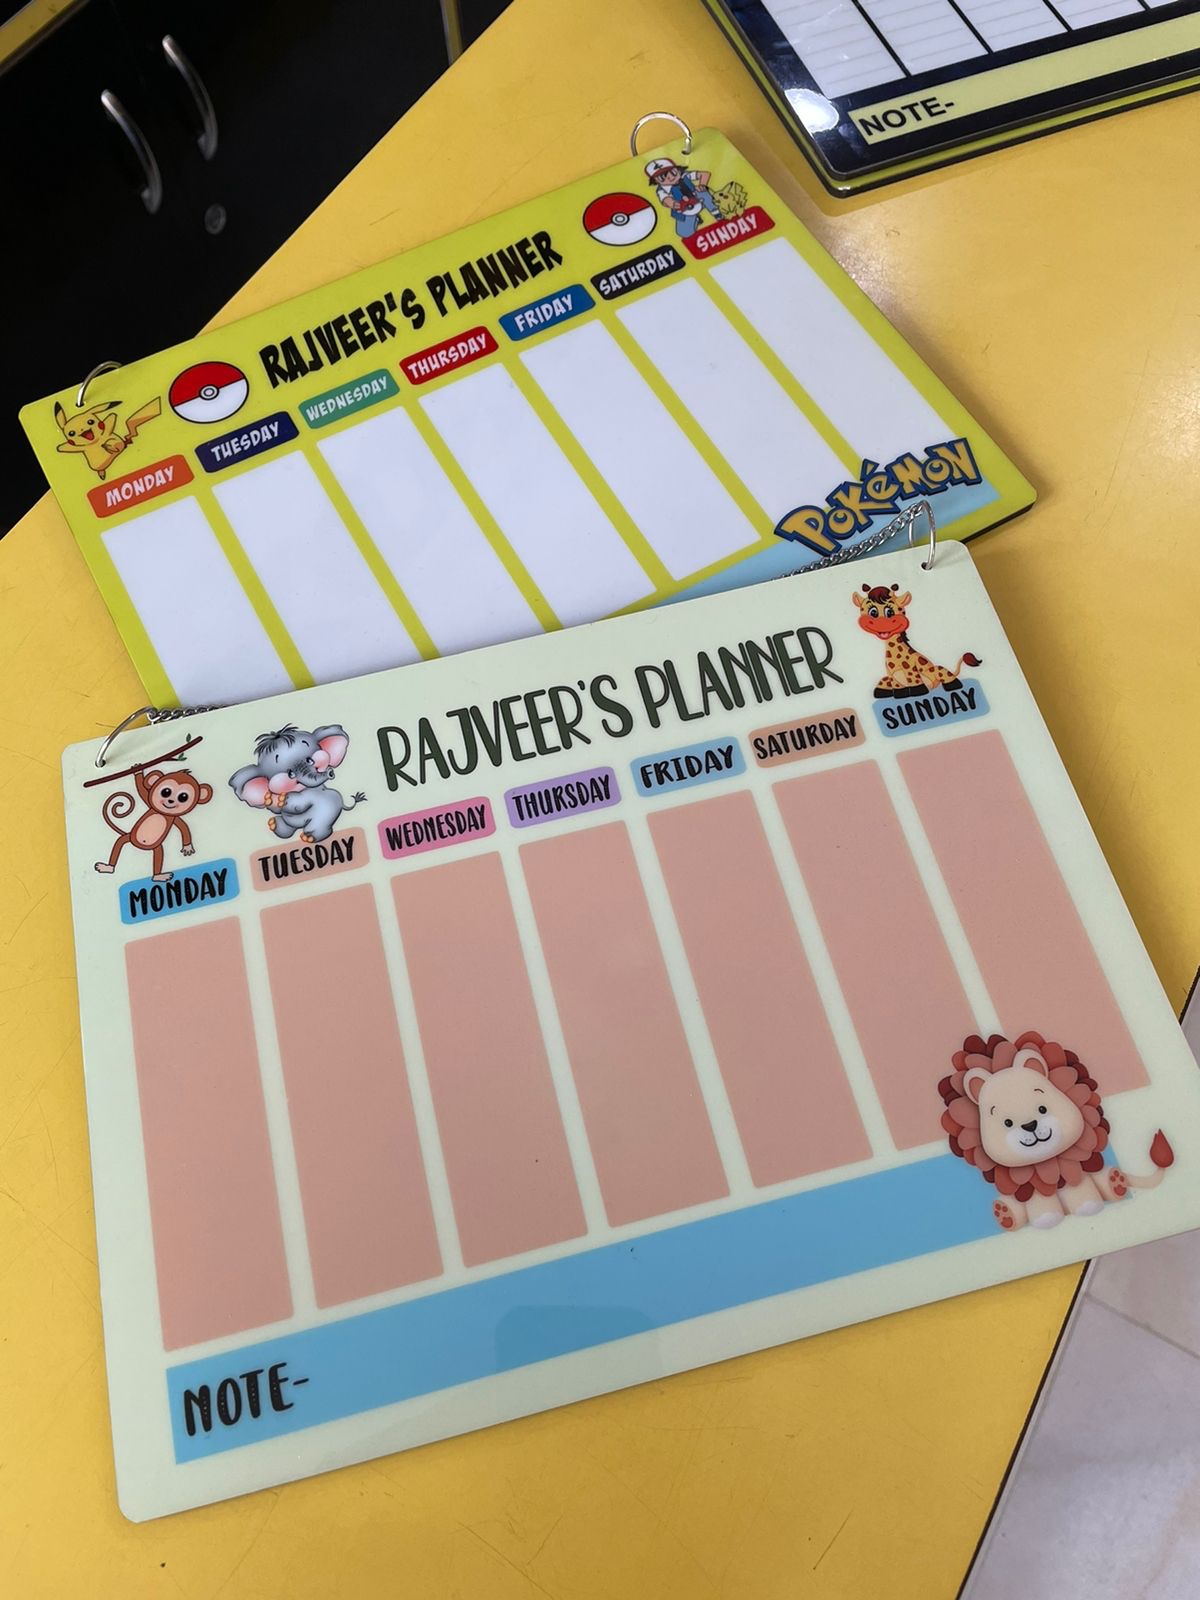 NOTE-
RAJVEER'S PLANNER
MONDAY
TUESDAY
WEDNESDAY
THURSDAY
FRIDAY
SATURDAY
SUNDAY
POKéMON
RAJVEER'S PLANNER
MONDAY
TUESDAY
WEDNESDAY
THURSDAY
FRIDAY
SATURDAY
SUNDAY
NOTE-